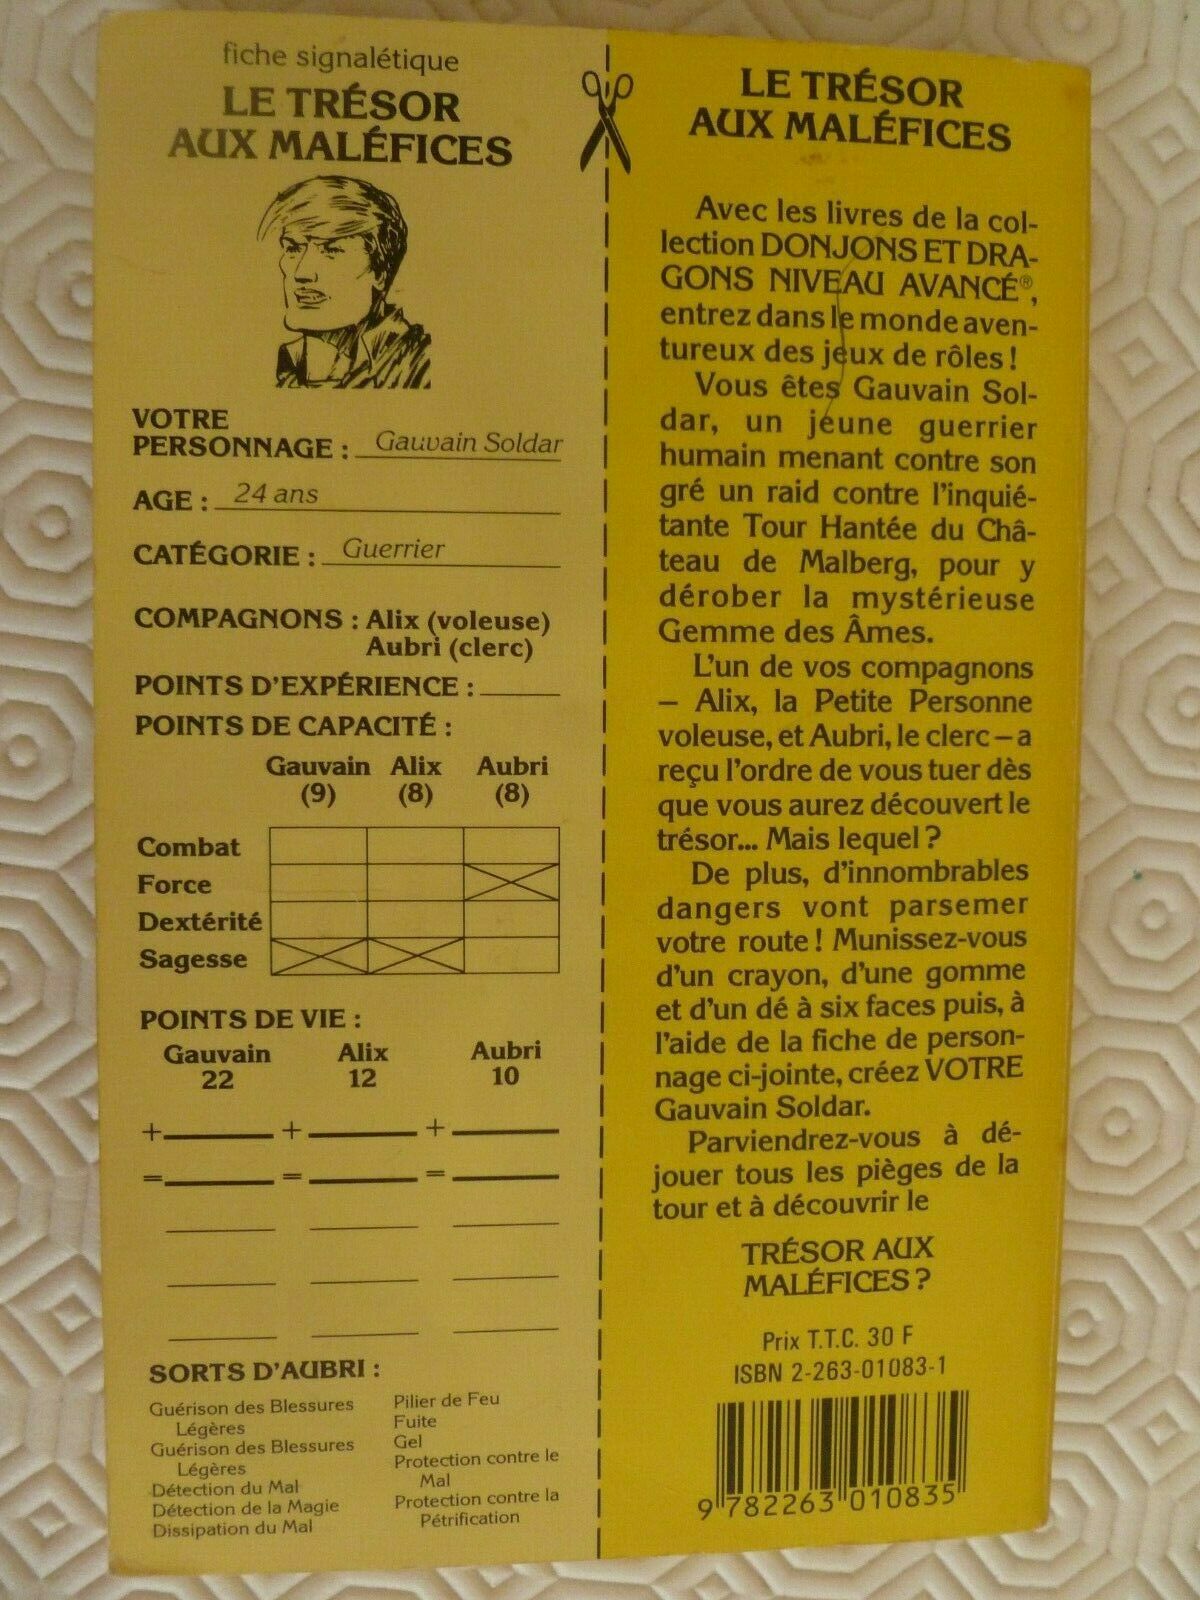 fiche signalétique
LE TRÉSOR
AUX MALÉFICES
VOTRE
PERSONNAGE : Gauvain Soldar
AGE : 24 ans
CATÉGORIE : Guerrier
COMPAGNONS : Alix (voleuse)
Aubri (clerc)
POINTS D'EXPÉRIENCE :
POINTS DE CAPACITÉ :
Gauvain Alix Aubri
(9) (8) (8)
Combat
Force
Dextérité
Sagesse
POINTS DE VIE :
Gauvain Alix Aubri
22 12 10
+ + +
= = =
SORTS D'AUBRI :
Guérison des Blessures
Légères
Guérison des Blessures
Légères
Détection du Mal
Détection de la Magie
Dissipation du Mal
Pilier de Feu
Fuite
Gel
Protection contre le
Mal
Protection contre la
Pétrification
LE TRÉSOR
AUX MALÉFICES
Avec les livres de la col-
lection DONJONS ET DRA-
GONS NIVEAU AVANCÉ®,
entrez dans le monde aven-
tureux des jeux de rôles !
Vous êtes Gauvain Sol-
dar, un jeune guerrier
humain menant contre son
gré un raid contre l'inquié-
tante Tour Hantée du Châ-
teau de Malberg, pour y
dérober la mystérieuse
Gemme des Âmes.
L'un de vos compagnons
– Alix, la Petite Personne
voleuse, et Aubri, le clerc – a
reçu l'ordre de vous tuer dès
que vous aurez découvert le
trésor... Mais lequel ?
De plus, d'innombrables
dangers vont parsemer
votre route ! Munissez-vous
d'un crayon, d'une gomme
et d'un dé à six faces puis, à
l'aide de la fiche de person-
nage ci-jointe, créez VOTRE
Gauvain Soldar.
Parviendrez-vous à dé-
jouer tous les pièges de la
tour et à découvrir le
TRÉSOR AUX
MALÉFICES ?
Prix T.T.C. 30 F
ISBN 2-263-01083-1
9 782263 010835